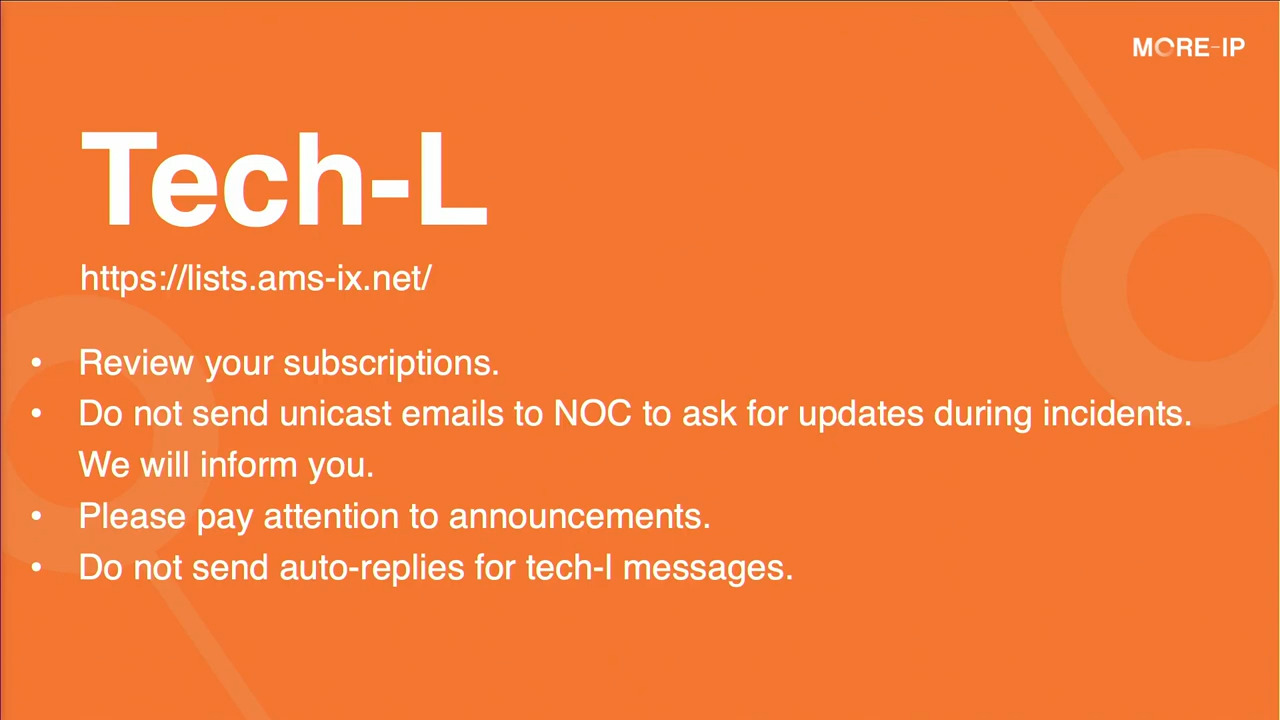 MORE-IP
Tech-L
https://lists.ams-ix.net/
• Review your subscriptions.
• Do not send unicast emails to NOC to ask for updates during incidents.
We will inform you.
• Please pay attention to announcements.
• Do not send auto-replies for tech-l messages.